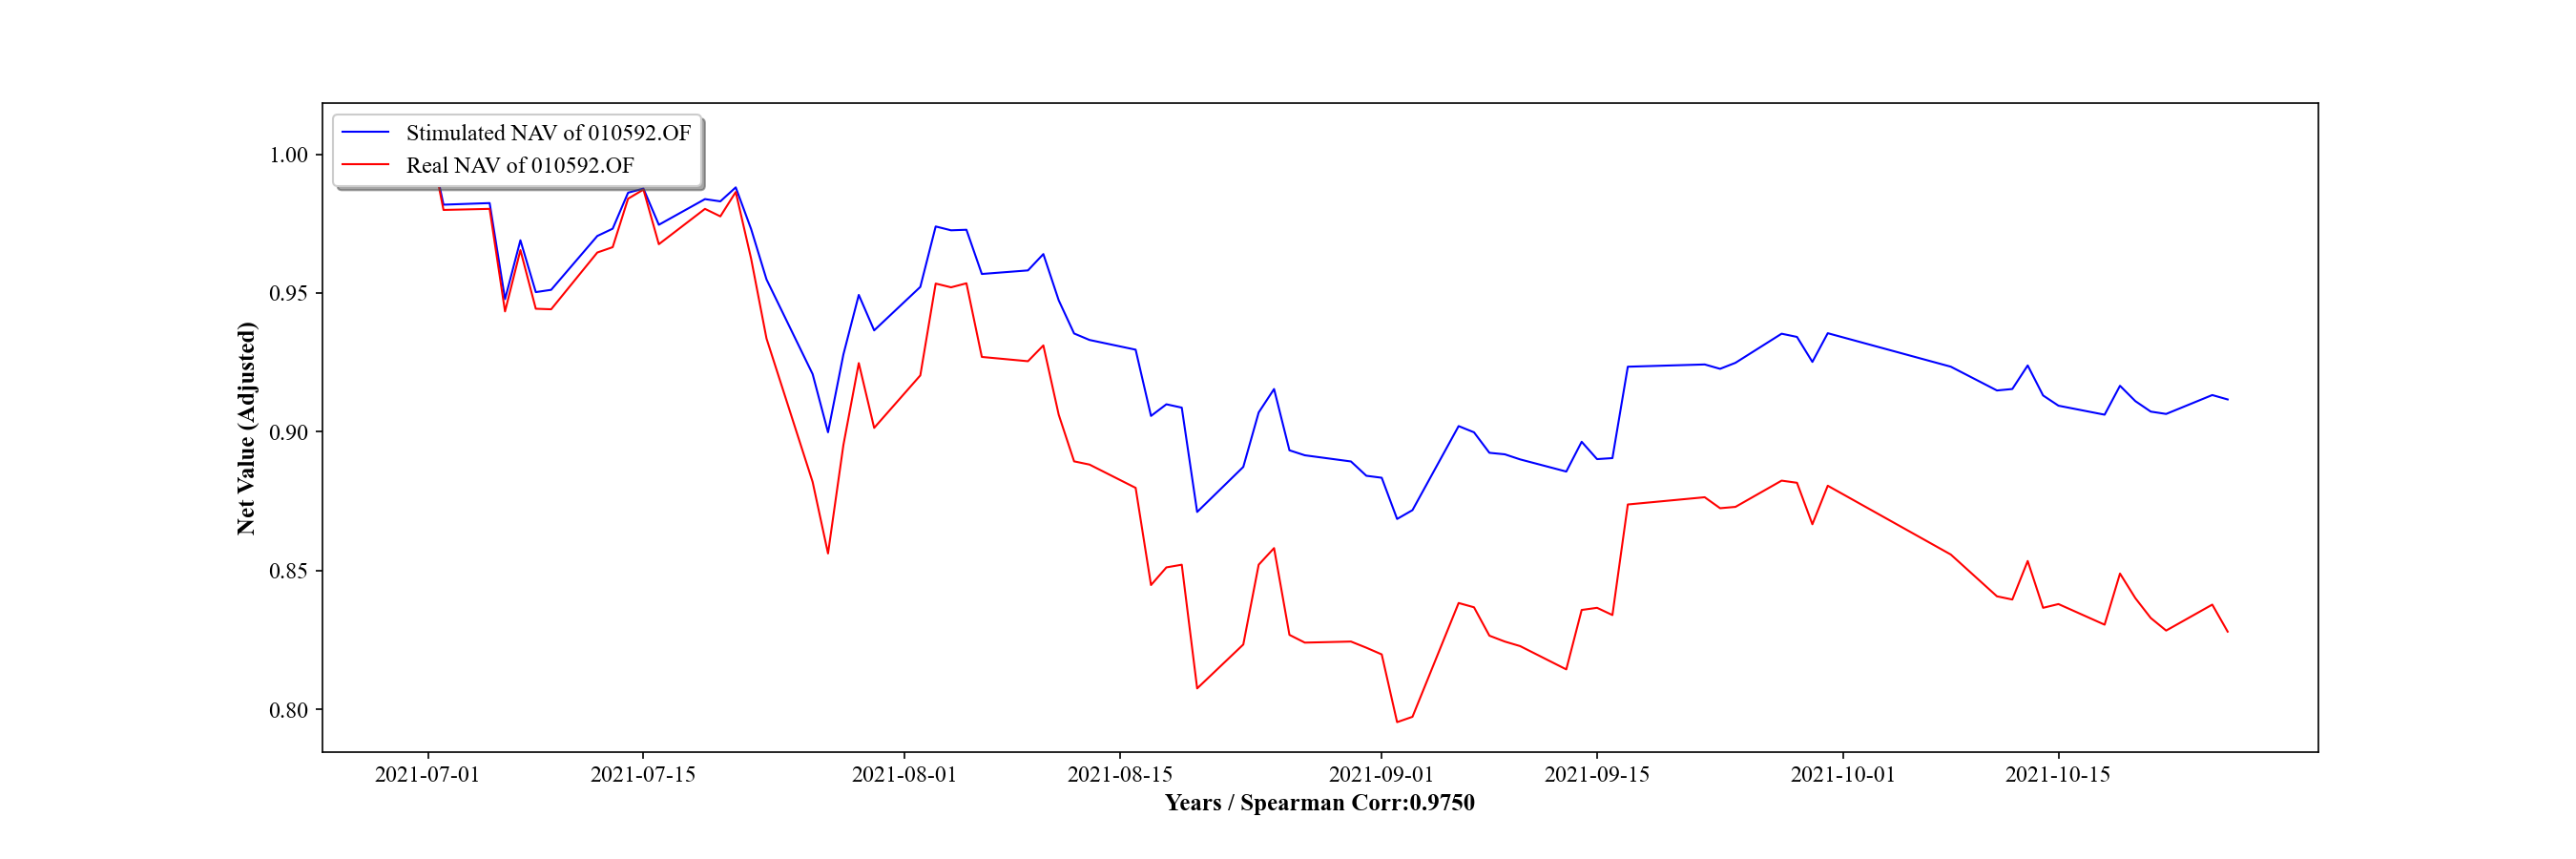 Stimulated NAV of 010592.OF
Real NAV of 010592.OF
1.00
0.95
0.90
0.85
0.80
Net Value (Adjusted)
2021-07-01 2021-07-15 2021-08-01 2021-08-15 2021-09-01 2021-09-15 2021-10-01 2021-10-15
Years / Spearman Corr:0.9750